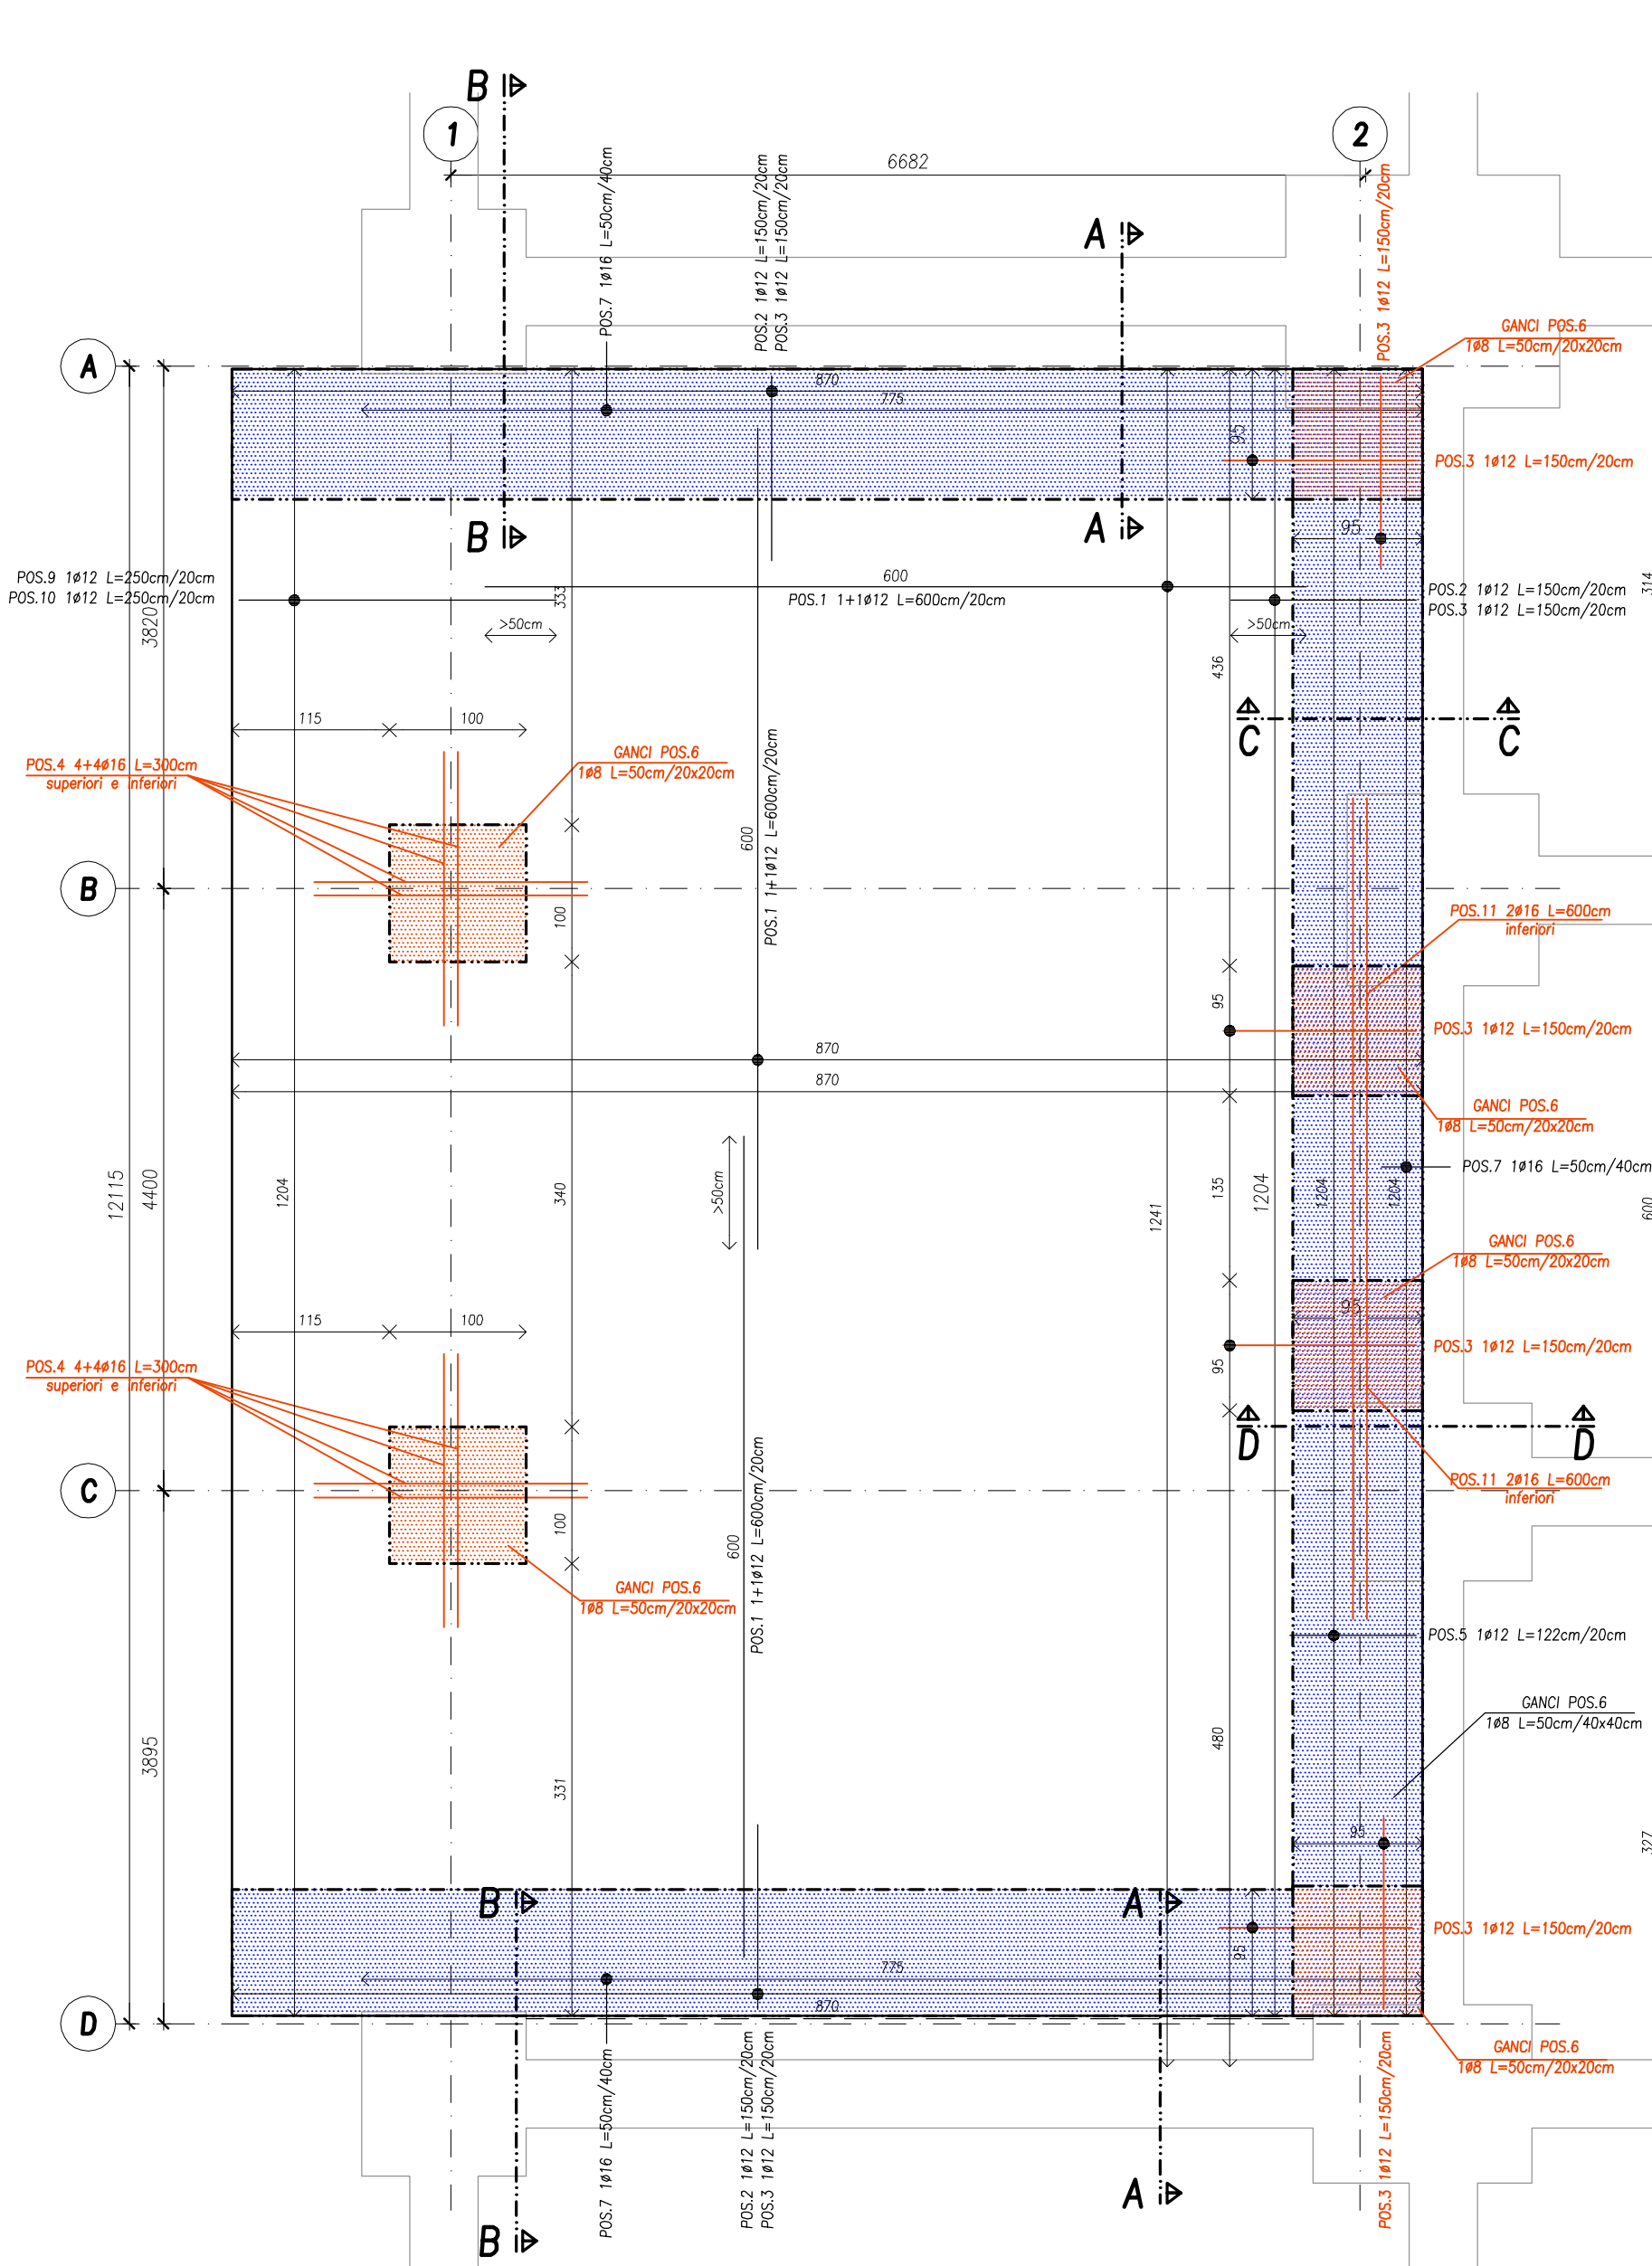 B
1
2
6682
POS.7 1ø16 L=50cm/40cm
POS.2 1ø12 L=150cm/20cm
POS.3 1ø12 L=150cm/20cm
POS.3 1ø12 L=150cm/20cm
A
GANCI POS.6
1ø8 L=50cm/20x20cm
A
870
775
95
POS.3 1ø12 L=150cm/20cm
B
A
95
POS.9 1ø12 L=250cm/20cm
POS.10 1ø12 L=250cm/20cm
3820
333
600
POS.1 1+1ø12 L=600cm/20cm
POS.2 1ø12 L=150cm/20cm
POS.3 1ø12 L=150cm/20cm
314
>50cm
>50cm
436
115
100
C
C
POS.4 4+4ø16 L=300cm
superiori e inferiori
GANCI POS.6
1ø8 L=50cm/20x20cm
600
POS.1 1+1ø12 L=600cm/20cm
B
100
POS.11 2ø16 L=600cm
inferiori
95
POS.3 1ø12 L=150cm/20cm
870
870
GANCI POS.6
1ø8 L=50cm/20x20cm
POS.7 1ø16 L=50cm/40cm
12115
4400
1204
340
>50cm
1241
135
1204
1204
1204
600
GANCI POS.6
1ø8 L=50cm/20x20cm
115
100
95
POS.3 1ø12 L=150cm/20cm
95
POS.4 4+4ø16 L=300cm
superiori e inferiori
D
D
C
100
600
POS.1 1+1ø12 L=600cm/20cm
POS.11 2ø16 L=600cm
inferiori
GANCI POS.6
1ø8 L=50cm/20x20cm
POS.5 1ø12 L=122cm/20cm
GANCI POS.6
1ø8 L=50cm/40x40cm
3895
331
480
95
327
B
A
POS.3 1ø12 L=150cm/20cm
95
775
870
D
GANCI POS.6
1ø8 L=50cm/20x20cm
POS.7 1ø16 L=50cm/40cm
POS.2 1ø12 L=150cm/20cm
POS.3 1ø12 L=150cm/20cm
POS.3 1ø12 L=150cm/20cm
A
B